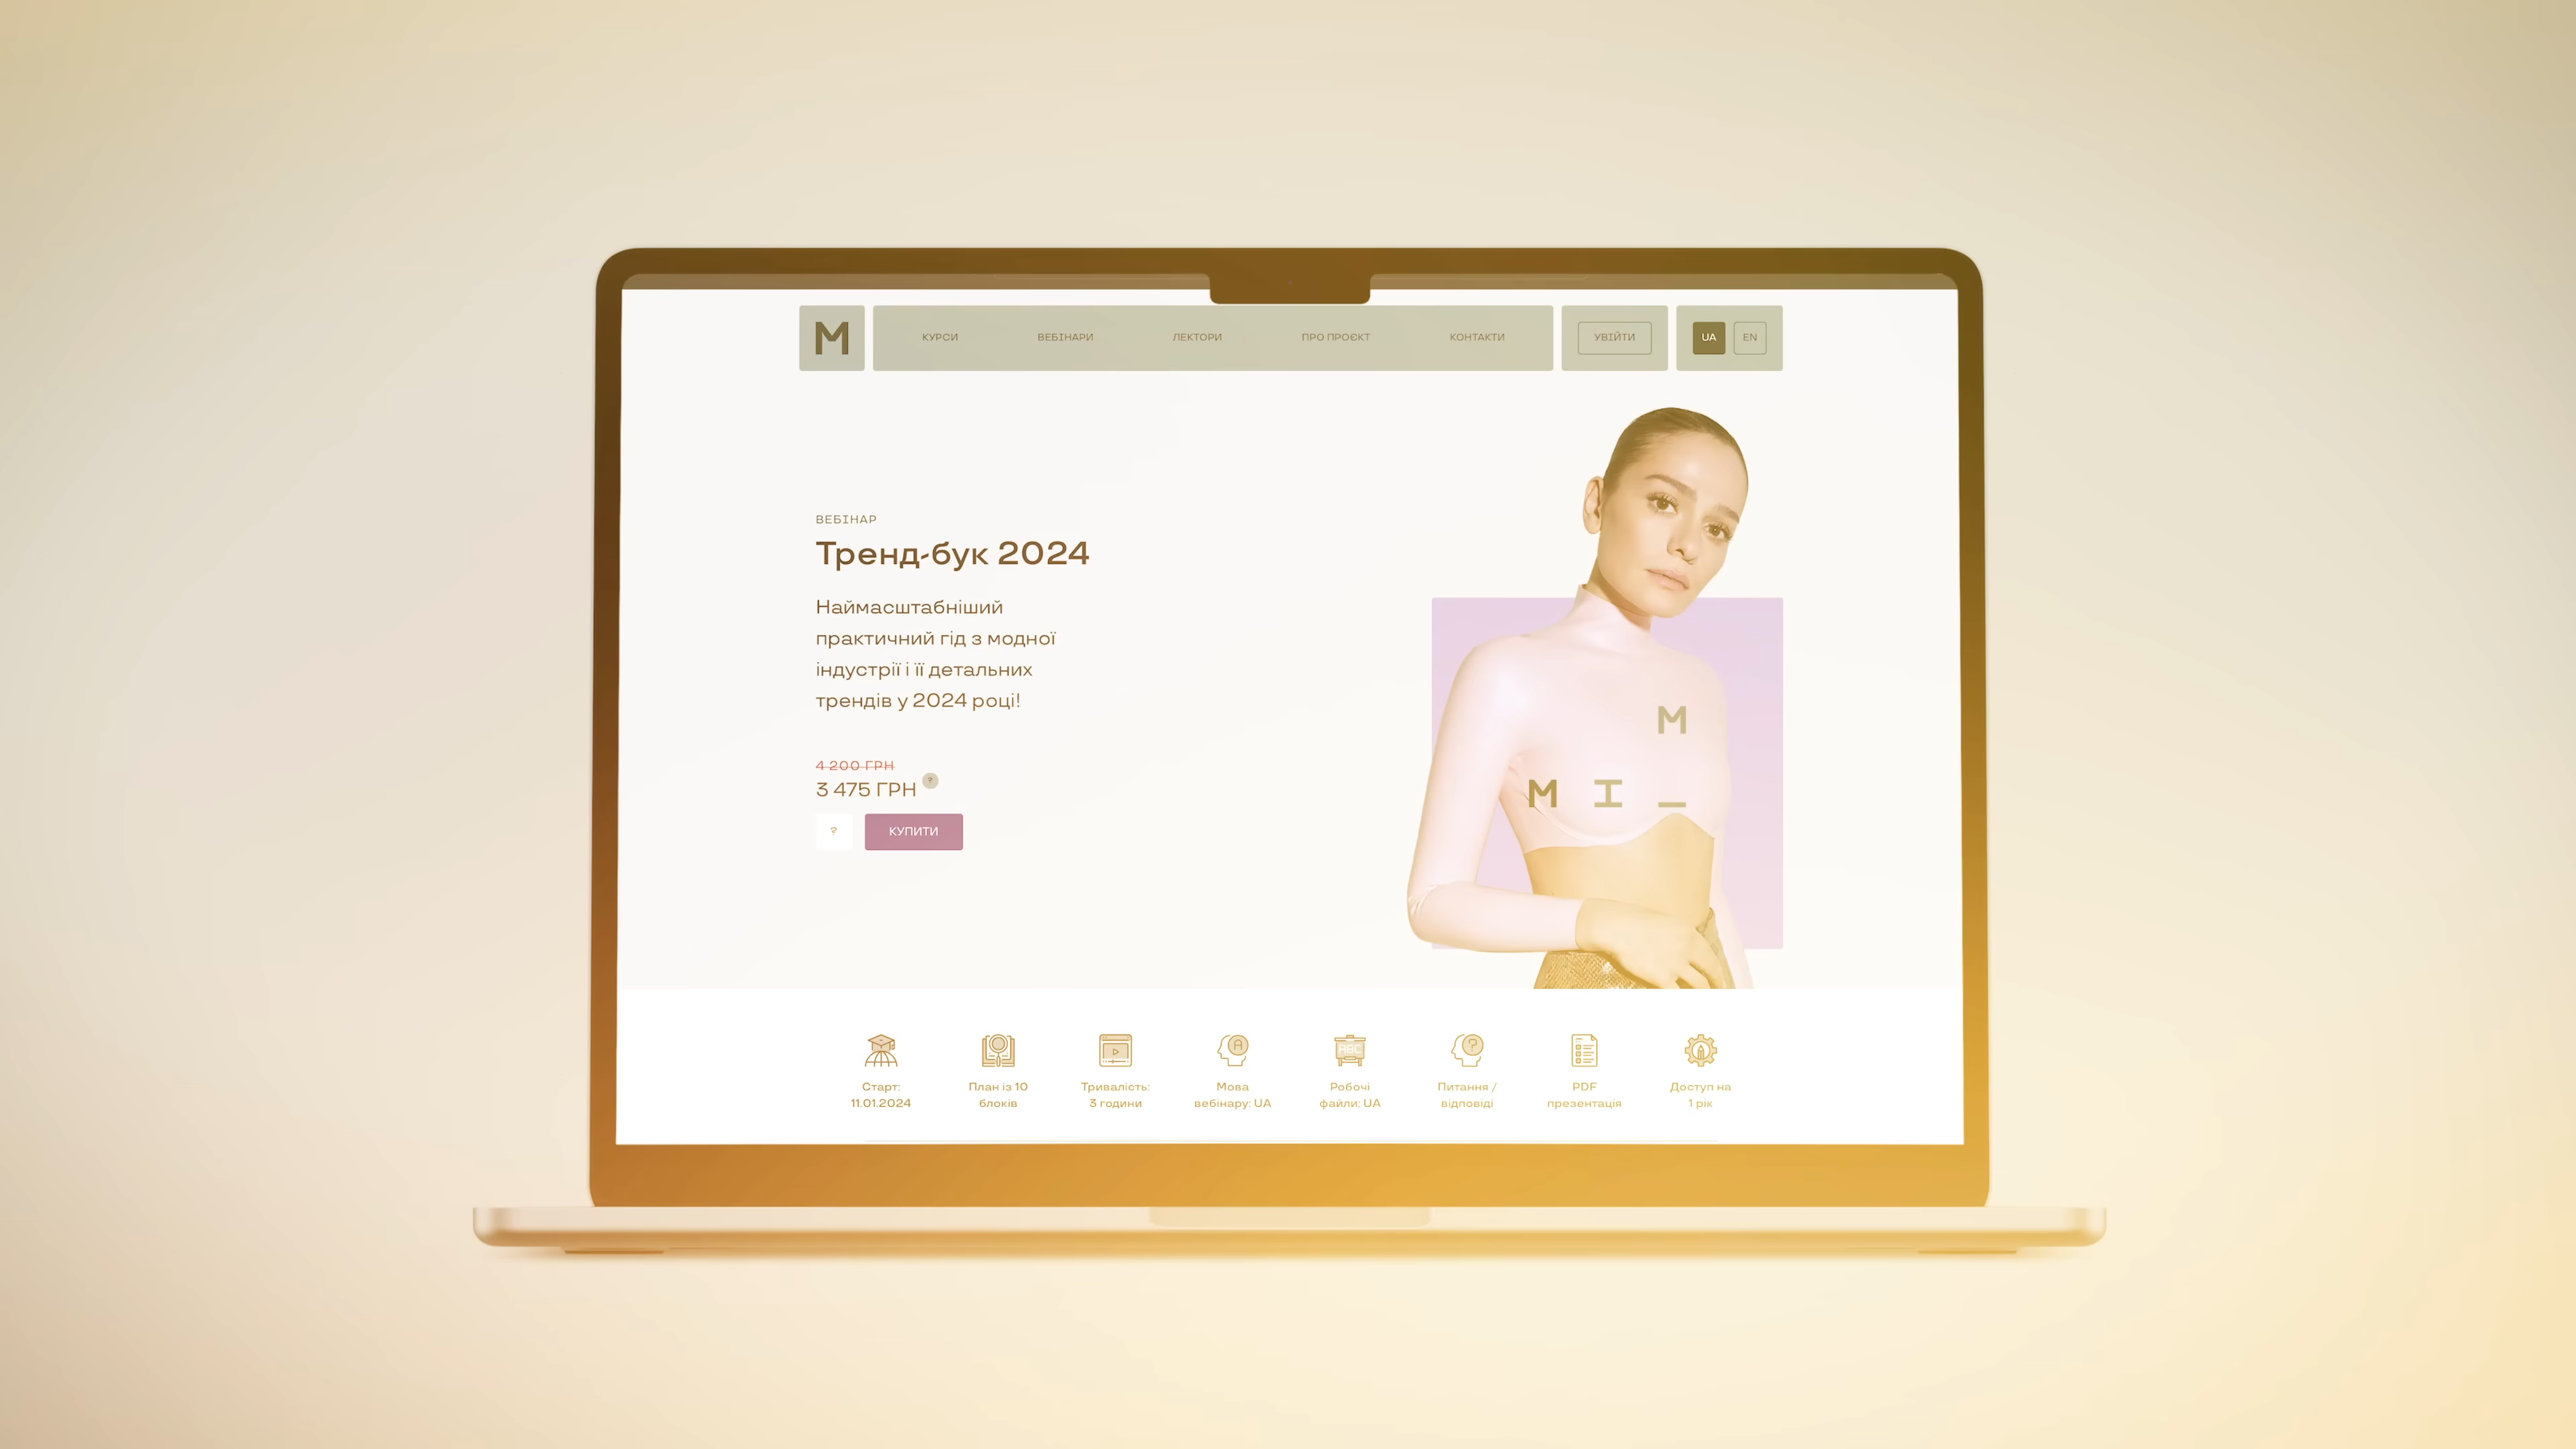 М
КУРСИ
ВЕБІНАРИ
ЛЕКТОРИ
ПРО ПРОЄКТ
КОНТАКТИ
УВІЙТИ
UA
EN
ВЕБІНАР
Тренд-бук 2024
Наймасштабніший
практичний гід з модної
індустрії і її детальних
трендів у 2024 році!
4 200 ГРН
3 475 ГРН ?
? КУПИТИ
М
М І _
Старт:
11.01.2024
План із 10
блоків
Тривалість:
3 години
A
Мова
вебінару: UA
ABC
Робочі
файли: UA
?
Питання /
відповіді
PDF
презентація
Доступ на
1 рік